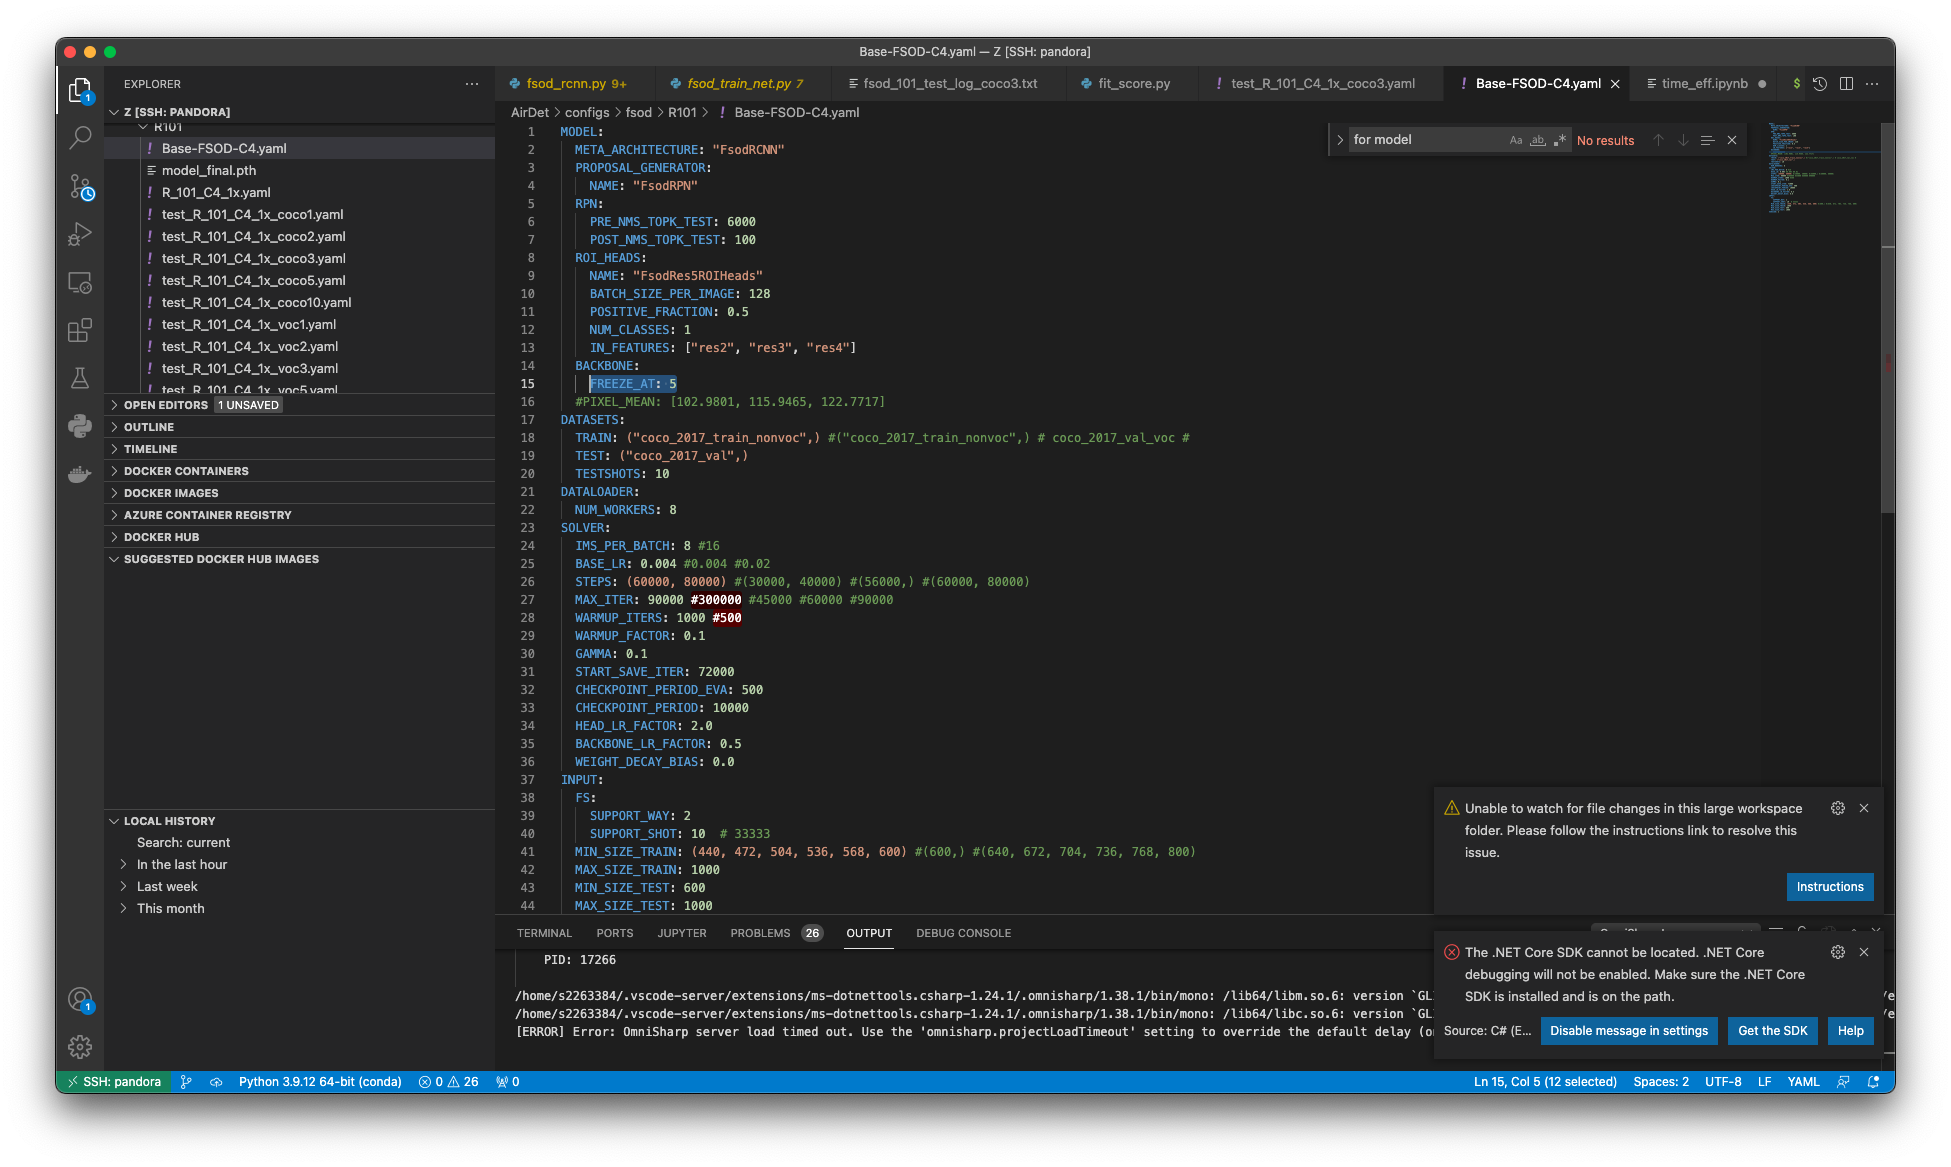 Base-FSOD-C4.yaml — Z [SSH: pandora]
EXPLORER
Z [SSH: PANDORA]
R101
Base-FSOD-C4.yaml
model_final.pth
R_101_C4_1x.yaml
test_R_101_C4_1x_coco1.yaml
test_R_101_C4_1x_coco2.yaml
test_R_101_C4_1x_coco3.yaml
test_R_101_C4_1x_coco5.yaml
test_R_101_C4_1x_coco10.yaml
test_R_101_C4_1x_voc1.yaml
test_R_101_C4_1x_voc2.yaml
test_R_101_C4_1x_voc3.yaml
test_R_101_C4_1x_voc5.yaml
OPEN EDITORS 1 UNSAVED
OUTLINE
TIMELINE
DOCKER CONTAINERS
DOCKER IMAGES
AZURE CONTAINER REGISTRY
DOCKER HUB
SUGGESTED DOCKER HUB IMAGES
LOCAL HISTORY
Search: current
In the last hour
Last week
This month
1
1
fsod_rcnn.py 9+ fsod_train_net.py 7 fsod_101_test_log_coco3.txt fit_score.py test_R_101_C4_1x_coco3.yaml Base-FSOD-C4.yaml time_eff.ipynb $
AirDet > configs > fsod > R101 > ! Base-FSOD-C4.yaml
for model Aa ab .* No results
1 MODEL:
2 META_ARCHITECTURE: "FsodRCNN"
3 PROPOSAL_GENERATOR:
4 NAME: "FsodRPN"
5 RPN:
6 PRE_NMS_TOPK_TEST: 6000
7 POST_NMS_TOPK_TEST: 100
8 ROI_HEADS:
9 NAME: "FsodRes5ROIHeads"
10 BATCH_SIZE_PER_IMAGE: 128
11 POSITIVE_FRACTION: 0.5
12 NUM_CLASSES: 1
13 IN_FEATURES: ["res2", "res3", "res4"]
14 BACKBONE:
15 FREEZE_AT: 5
16 #PIXEL_MEAN: [102.9801, 115.9465, 122.7717]
17 DATASETS:
18 TRAIN: ("coco_2017_train_nonvoc",) #("coco_2017_train_nonvoc",) # coco_2017_val_voc #
19 TEST: ("coco_2017_val",)
20 TESTSHOTS: 10
21 DATALOADER:
22 NUM_WORKERS: 8
23 SOLVER:
24 IMS_PER_BATCH: 8 #16
25 BASE_LR: 0.004 #0.004 #0.02
26 STEPS: (60000, 80000) #(30000, 40000) #(56000,) #(60000, 80000)
27 MAX_ITER: 90000 #300000 #45000 #60000 #90000
28 WARMUP_ITERS: 1000 #500
29 WARMUP_FACTOR: 0.1
30 GAMMA: 0.1
31 START_SAVE_ITER: 72000
32 CHECKPOINT_PERIOD_EVA: 500
33 CHECKPOINT_PERIOD: 10000
34 HEAD_LR_FACTOR: 2.0
35 BACKBONE_LR_FACTOR: 0.5
36 WEIGHT_DECAY_BIAS: 0.0
37 INPUT:
38 FS:
39 SUPPORT_WAY: 2
40 SUPPORT_SHOT: 10 # 33333
41 MIN_SIZE_TRAIN: (440, 472, 504, 536, 568, 600) #(600,) #(640, 672, 704, 736, 768, 800)
42 MAX_SIZE_TRAIN: 1000
43 MIN_SIZE_TEST: 600
44 MAX_SIZE_TEST: 1000
Unable to watch for file changes in this large workspace
folder. Please follow the instructions link to resolve this
issue.
Instructions
TERMINAL PORTS JUPYTER PROBLEMS 26 OUTPUT DEBUG CONSOLE
PID: 17266
/home/s2263384/.vscode-server/extensions/ms-dotnettools.csharp-1.24.1/.omnisharp/1.38.1/bin/mono: /lib64/libm.so.6: version `GL
/home/s2263384/.vscode-server/extensions/ms-dotnettools.csharp-1.24.1/.omnisharp/1.38.1/bin/mono: /lib64/libc.so.6: version `GL
[ERROR] Error: OmniSharp server load timed out. Use the 'omnisharp.projectLoadTimeout' setting to override the default delay (o
The .NET Core SDK cannot be located. .NET Core
debugging will not be enabled. Make sure the .NET Core
SDK is installed and is on the path.
Source: C# (E... Disable message in settings Get the SDK Help
SSH: pandora Python 3.9.12 64-bit (conda) 0 26 0 Ln 15, Col 5 (12 selected) Spaces: 2 UTF-8 LF YAML